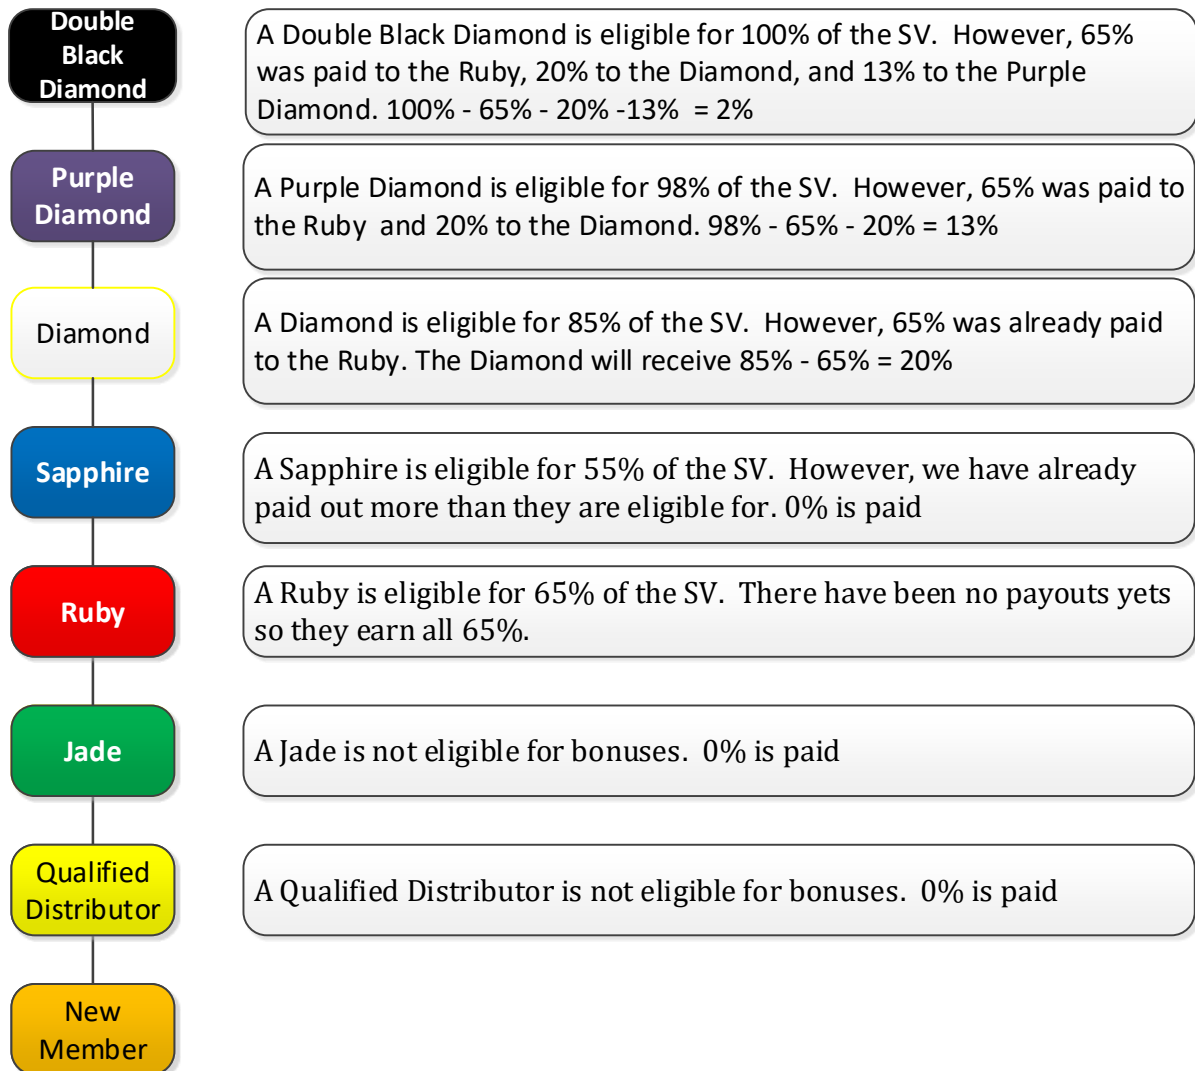 Double
Black
Diamond
A Double Black Diamond is eligible for 100% of the SV.  However, 65%
was paid to the Ruby, 20% to the Diamond, and 13% to the Purple
Diamond. 100% - 65% - 20% -13%  = 2%
Purple
Diamond
A Purple Diamond is eligible for 98% of the SV.  However, 65% was paid to
the Ruby  and 20% to the Diamond. 98% - 65% - 20% = 13%
Diamond
A Diamond is eligible for 85% of the SV.  However, 65% was already paid
to the Ruby. The Diamond will receive 85% - 65% = 20%
Sapphire
A Sapphire is eligible for 55% of the SV.  However, we have already
paid out more than they are eligible for. 0% is paid
Ruby
A Ruby is eligible for 65% of the SV.  There have been no payouts yets
so they earn all 65%.
Jade
A Jade is not eligible for bonuses.  0% is paid
Qualified
Distributor
A Qualified Distributor is not eligible for bonuses.  0% is paid
New
Member